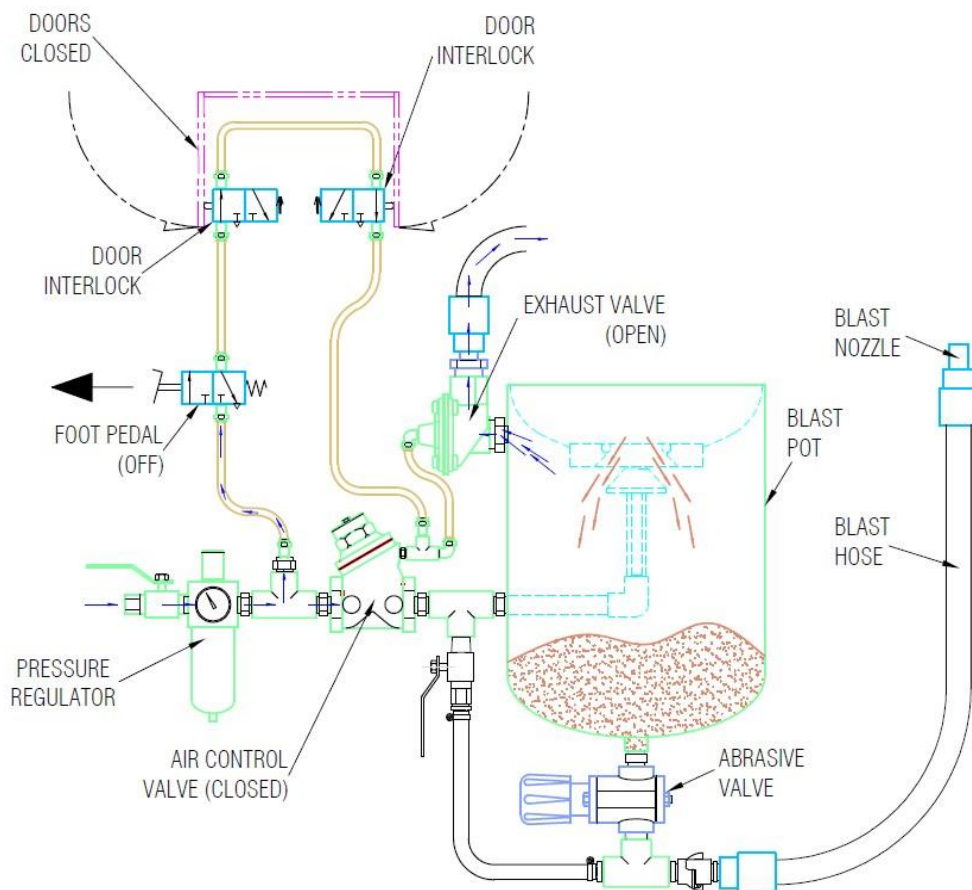 DOORS
CLOSED
DOOR
INTERLOCK
DOOR
INTERLOCK
EXHAUST VALVE
(OPEN)
BLAST
NOZZLE
FOOT PEDAL
(OFF)
BLAST
POT
BLAST
HOSE
PRESSURE
REGULATOR
AIR CONTROL
VALVE (CLOSED)
ABRASIVE
VALVE